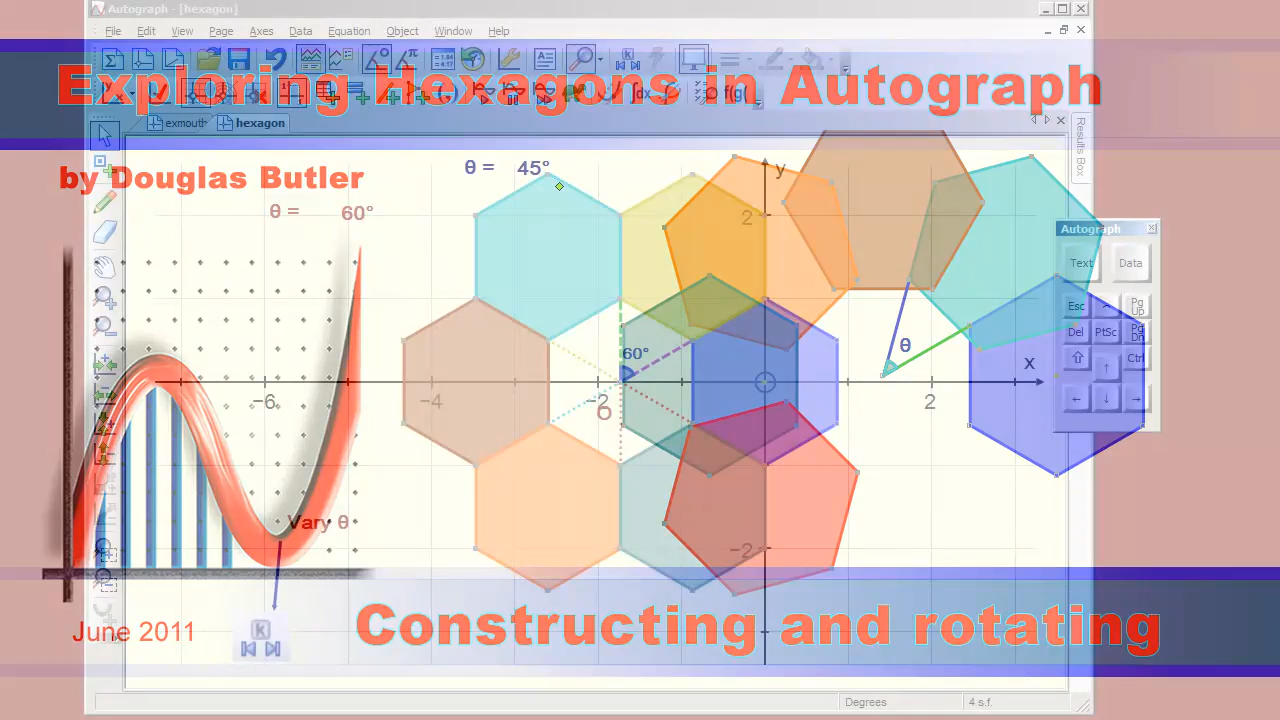 Autograph - [hexagon]
File Edit View Page Axes Data Equation Object Window Help
Exploring Hexagons in Autograph
exmouth hexagon
Results Box
by Douglas Butler
θ = 45°
θ = 60°
y
2
Autograph
Text Data
Esc Pg Up
Del PtSc Pg Dn
Ctrl
60°
θ
x
−6 −4 −2 2
O
Vary θ
−2
K
June 2011
Constructing and rotating
Degrees 4 s.f.